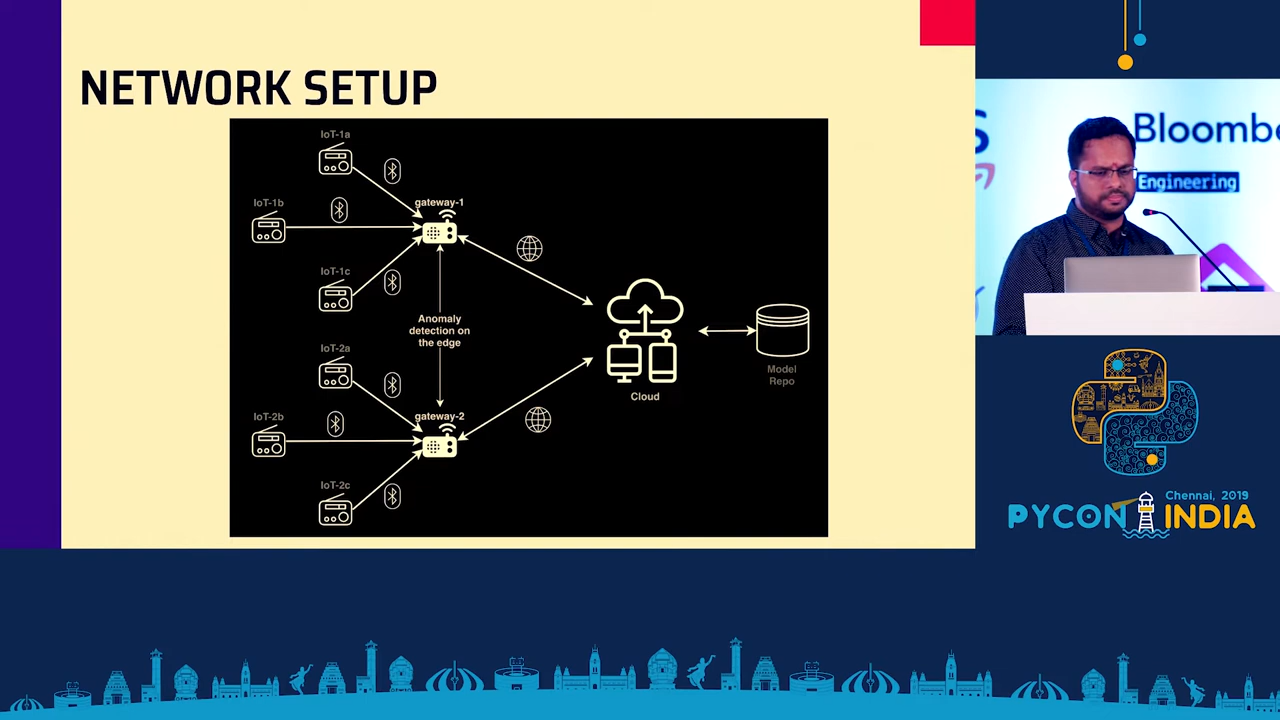 NETWORK SETUP
IoT-1a
IoT-1b
gateway-1
IoT-1c
Anomaly
detection on
the edge
IoT-2a
IoT-2b
gateway-2
IoT-2c
Cloud
Model
Repo
S
Bloombe
Engineering
Chennai, 2019
PYCON INDIA